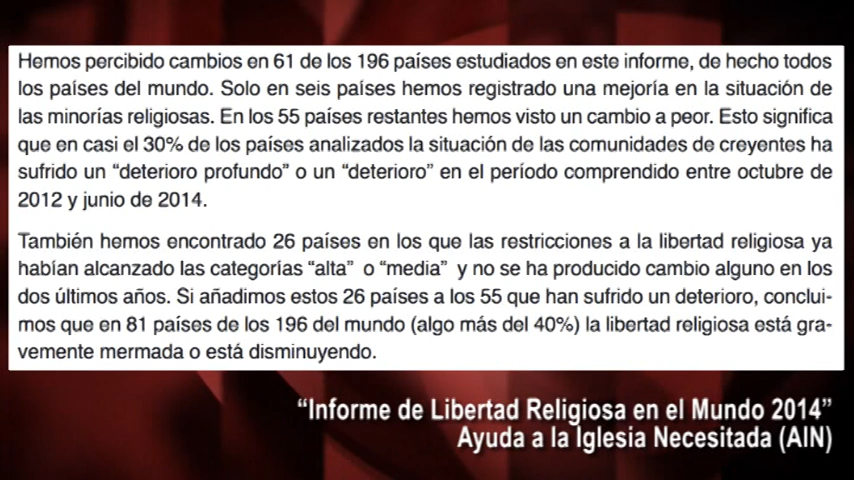 Hemos percibido cambios en 61 de los 196 países estudiados en este informe, de hecho todos
los países del mundo. Solo en seis países hemos registrado una mejoría en la situación de
las minorías religiosas. En los 55 países restantes hemos visto un cambio a peor. Esto significa
que en casi el 30% de los países analizados la situación de las comunidades de creyentes ha
sufrido un “deterioro profundo” o un “deterioro” en el período comprendido entre octubre de
2012 y junio de 2014.
También hemos encontrado 26 países en los que las restricciones a la libertad religiosa ya
habían alcanzado las categorías “alta” o “media” y no se ha producido cambio alguno en los
dos últimos años. Si añadimos estos 26 países a los 55 que han sufrido un deterioro, conclui-
mos que en 81 países de los 196 del mundo (algo más del 40%) la libertad religiosa está gra-
vemente mermada o está disminuyendo.
“Informe de Libertad Religiosa en el Mundo 2014”
Ayuda a la Iglesia Necesitada (AIN)